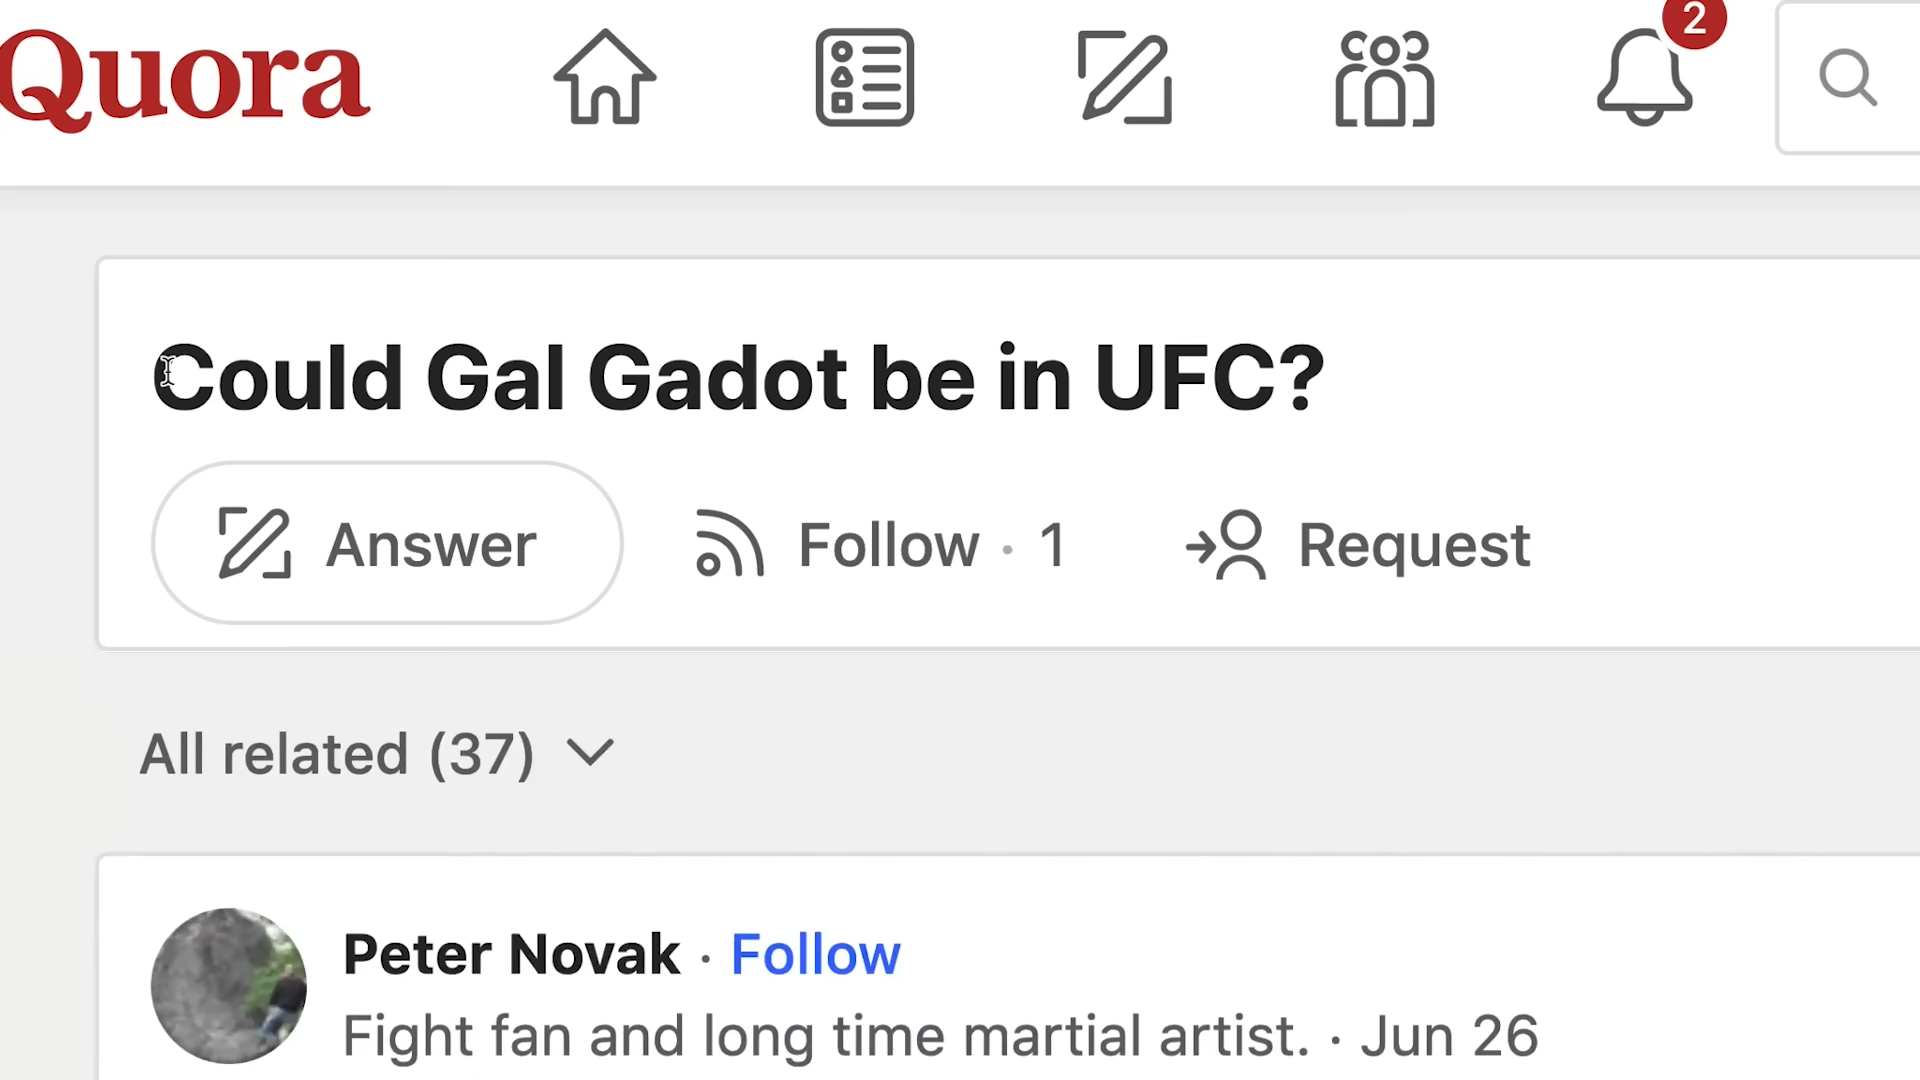 Quora
2
Could Gal Gadot be in UFC?
Answer
Follow · 1
Request
All related (37)
Peter Novak · Follow
Fight fan and long time martial artist. · Jun 26